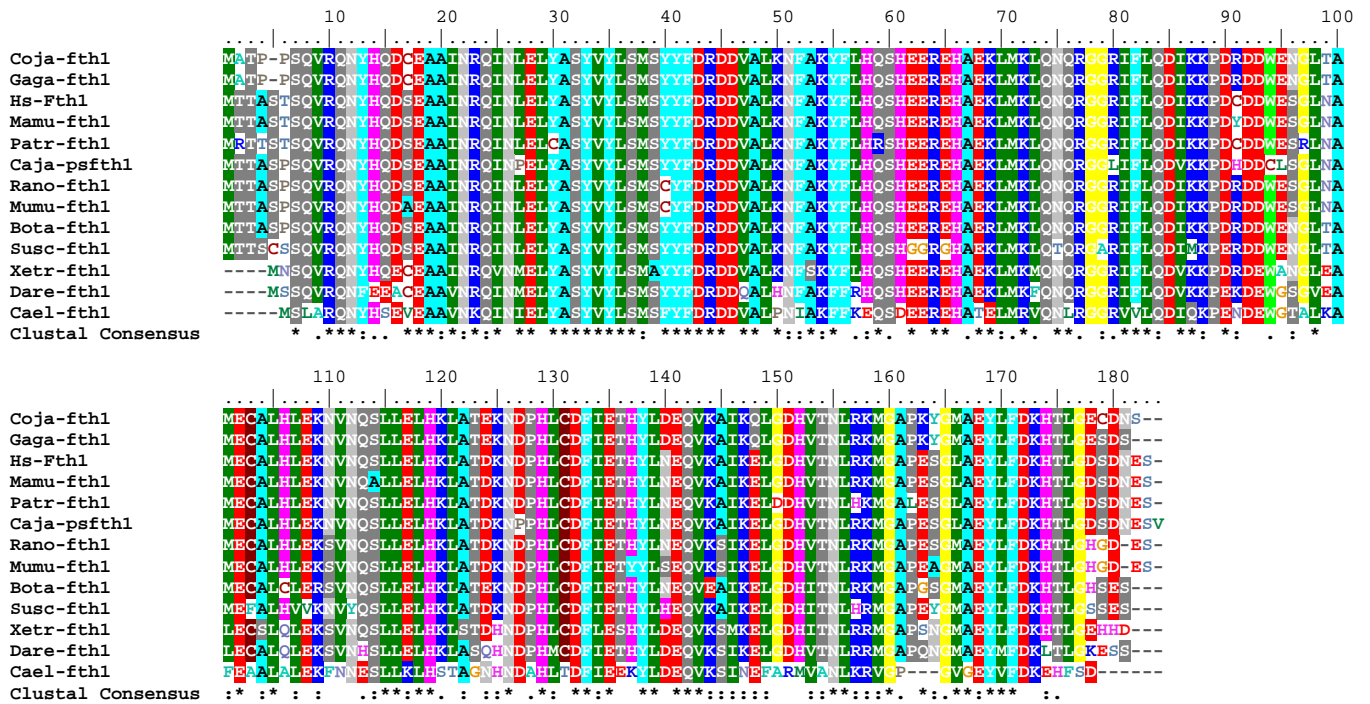 10 20 30 40 50 60 70 80 90 100
Coja-fth1 MATP-PSQVRQNYHQDCEAAINRQINLELYASYVYLSMSYYFDRDDVALKNFAKYFLHQSHEEREHAEKLMKLQNQRGGRIFLQDIKKPDRDDWENGLTA
Gaga-fth1 MATP-PSQVRQNYHQDCEAAINRQINLELYASYVYLSMSYYFDRDDVALKNFAKYFLHQSHEEREHAEKLMKLQNQRGGRIFLQDIKKPDRDDWENGLTA
Hs-Fth1 MTTASTSQVRQNYHQDSEAAINRQINLELYASYVYLSMSYYFDRDDVALKNFAKYFLHQSHEEREHAEKLMKLQNQRGGRIFLQDIKKPDCDDWESGLNA
Mamu-fth1 MTTASTSQVRQNYHQDSEAAINRQINLELYASYVYLSMSYYFDRDDVALKNFAKYFLHQSHEEREHAEKLMKLQNQRGGRIFLQDIKKPDYDDWESGLNA
Patr-fth1 MRTTSTSQVRQNYHQDSEAAINRQINLELCASYVYLSMSYYFDRDDVALKNFAKYFLHRSHEEREHAEKLMKLQNQRGGRIFLQDIKKPDCDDWESRLNA
Caja-psfth1 MTTASPSQVRQNYHQDSEAAINRQINPELYASYVYLSMSYYFDRDDVALKNFAKYFLHQSHEEREHAEKLMKLQNQRGGLIFLQDVKKPDHDDCLSGLNA
Rano-fth1 MTTASPSQVRQNYHQDSEAAINRQINLELYASYVYLSMSCYFDRDDVALKNFAKYFLHQSHEEREHAEKLMKLQNQRGGRIFLQDIKKPDRDDWESGLNA
Mumu-fth1 MTTASPSQVRQNYHQDAEAAINRQINLELYASYVYLSMSCYFDRDDVALKNFAKYFLHQSHEEREHAEKLMKLQNQRGGRIFLQDIKKPDRDDWESGLNA
Bota-fth1 MTTASPSQVRQNYHQDSEAAINRQINLELYASYVYLSMSYYFDRDDVALKNFAKYFLHQSHEEREHAEKLMKLQNQRGGRIFLQDIKKPDRDDWESGLNA
Susc-fth1 MTTSCSSQVRQNYHQDSEAAINRQINLELYASYVYLSMSYYFDRDDVALKNFAKYFLHQSHGGRGHAEKLMKLQTQRGARIFLQDIMKPERDDWENGLTA
Xetr-fth1 ----MNSQVRQNYHQECEAAINRQVNMELYASYVYLSMAYYFDRDDVALKNFSKYFLHQSHEEREHAEKLMKMQNQRGGRIFLQDVKKPDRDEWANGLEA
Dare-fth1 ----MSSQVRQNFEEACEAAVNRQINMELYASYVYLSMSYYFDRDDQALHNFAKFFRHQSHEEREHAEKLMKFQNQRGGRIFLQDVKKPEKDEWGSGVEA
Cael-fth1 -----MSLARQNYHSEVEAAVNKQINLELYASYVYLSMSFYFDRDDVALPNIAKFFKEQSDEEREHATELMRVQNLRGGRVVLQDIQKPENDEWGTALKA
Clustal Consensus
110 120 130 140 150 160 170 180
Coja-fth1 MECALHLEKNVNQSLLELHKLATEKNDPHLCDFIETHYLDEQVKAIKQLGDHVTNLRKMGAPKYGMAEYLFDKHTLGECDNS--
Gaga-fth1 MECALHLEKNVNQSLLELHKLATEKNDPHLCDFIETHYLDEQVKAIKQLGDHVTNLRKMGAPKYGMAEYLFDKHTLGESDS---
Hs-Fth1 MECALHLEKNVNQSLLELHKLATDKNDPHLCDFIETHYLNEQVKAIKELGDHVTNLRKMGAPESGLAEYLFDKHTLGDSDNES-
Mamu-fth1 MECALHLEKNVNQALLELHKLATDKNDPHLCDFIETHYLNEQVKAIKELGDHVTNLRKMGAPESGLAEYLFDKHTLGDSDNES-
Patr-fth1 MECALHLEKNVNQSLLELHKLATDKNDPHLCDFIETHYLNEQVKAIKELDDHVTNLHKMGALESGLAEYLFDKHTLGDSDNES-
Caja-psfth1 MECALHLEKNVNQSLLELHKLATDKNPPHLCDFIETHYLNEQVKAIKELGDHVTNLRKMGAPESGLAEYLFDKHTLGDSDNESV
Rano-fth1 MECALHLEKSVNQSLLELHKLATDKNDPHLCDFIETHYLNEQVKSIKELGDHVTNLRKMGAPESGMAEYLFDKHTLGHGD-ES-
Mumu-fth1 MECALHLEKSVNQSLLELHKLATDKNDPHLCDFIETYYLSEQVKSIKELGDHVTNLRKMGAPEAGMAEYLFDKHTLGHGD-ES-
Bota-fth1 MECALCLERSVNQSLLELHKLATEKNDPHLCDFIETHYLNEQVEAIKELGDHITNLRKMGAPGSGMAEYLFDKHTLGHSES---
Susc-fth1 MEFALHVVKNVYQSLLELHKLATDKNDPHLCDFIETHYLHEQVKAIKELGDHITNLHRMGAPEYGMAEYLFDKHTLGSSES---
Xetr-fth1 LECSLQLEKSVNQSLLELHKLSTDHNDPHLCDFLESHYLDEQVKSMKELGDHITNLRRMGAPSNGMAEYLFDKHTLGEHHD---
Dare-fth1 LECALQLEKSVNHSLLELHKLASQHNDPHMCDFIETHYLDEQVKSIKELGDHVTNLRRMGAPQNGMAEYMFDKLTLGKESS---
Cael-fth1 FEAALALEKFNNESLLKLHSTAGNHNDAHLTDFIEEKYLDEQVKSINEFARMVANLKRVGP---GVGEYVFDKEHFSD------
Clustal Consensus